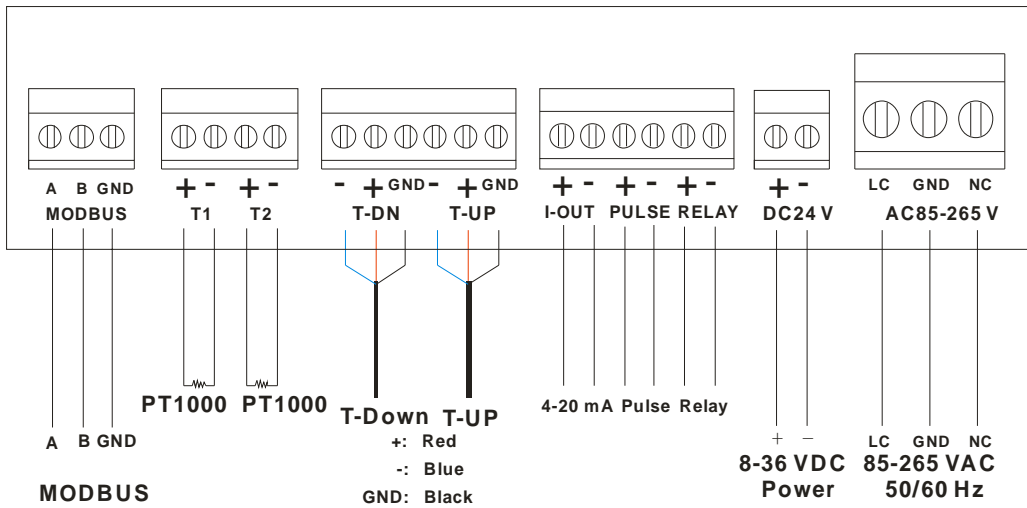 A B GND + - + - - + GND - + GND + - + - + - + - LC GND NC
MODBUS T1 T2 T-DN T-UP I-OUT PULSE RELAY DC24 V AC85-265 V
PT1000 PT1000
T-Down T-UP
4-20 mA Pulse Relay
A B GND
+: Red
-: Blue
GND: Black
+ - LC GND NC
8-36 VDC 85-265 VAC
Power 50/60 Hz
MODBUS